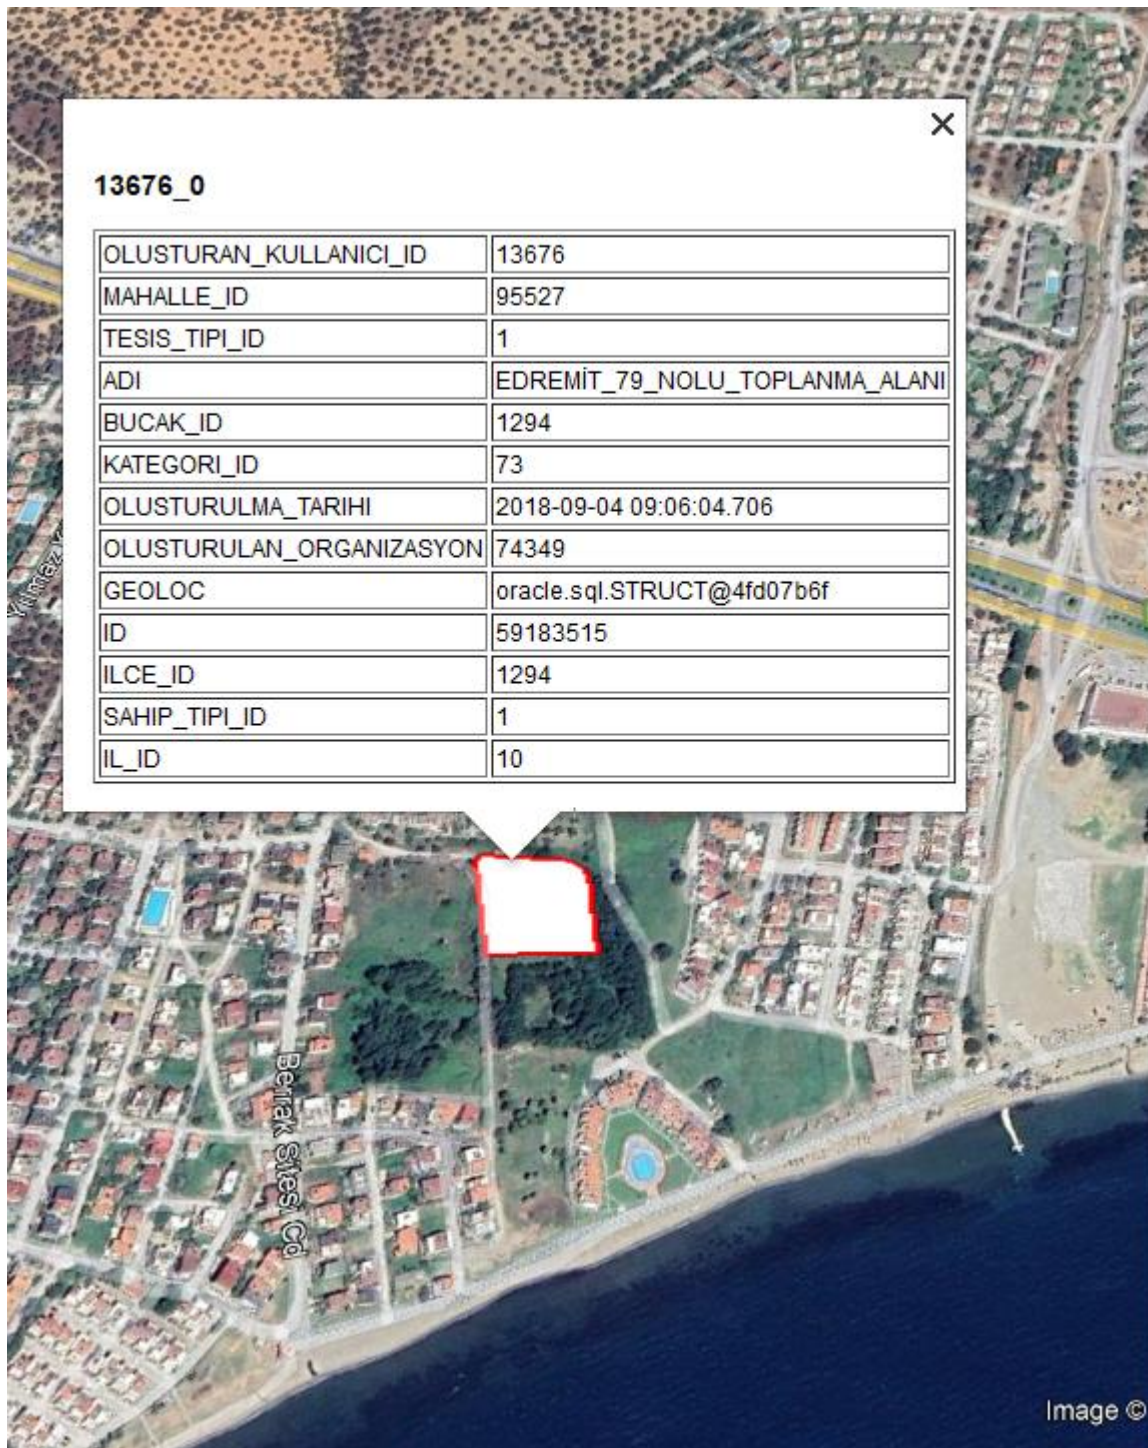 13676_0
OLUSTURAN_KULLANICI_ID 13676
MAHALLE_ID 95527
TESIS_TIPI_ID 1
ADI EDREMİT_79_NOLU_TOPLANMA_ALANI
BUCAK_ID 1294
KATEGORI_ID 73
OLUSTURULMA_TARIHI 2018-09-04 09:06:04.706
OLUSTURULAN_ORGANIZASYON 74349
GEOLOC oracle.sql.STRUCT@4fd07b6f
ID 59183515
ILCE_ID 1294
SAHIP_TIPI_ID 1
IL_ID 10
Yılmaz
Berrak Sitesi Cd
Image ©